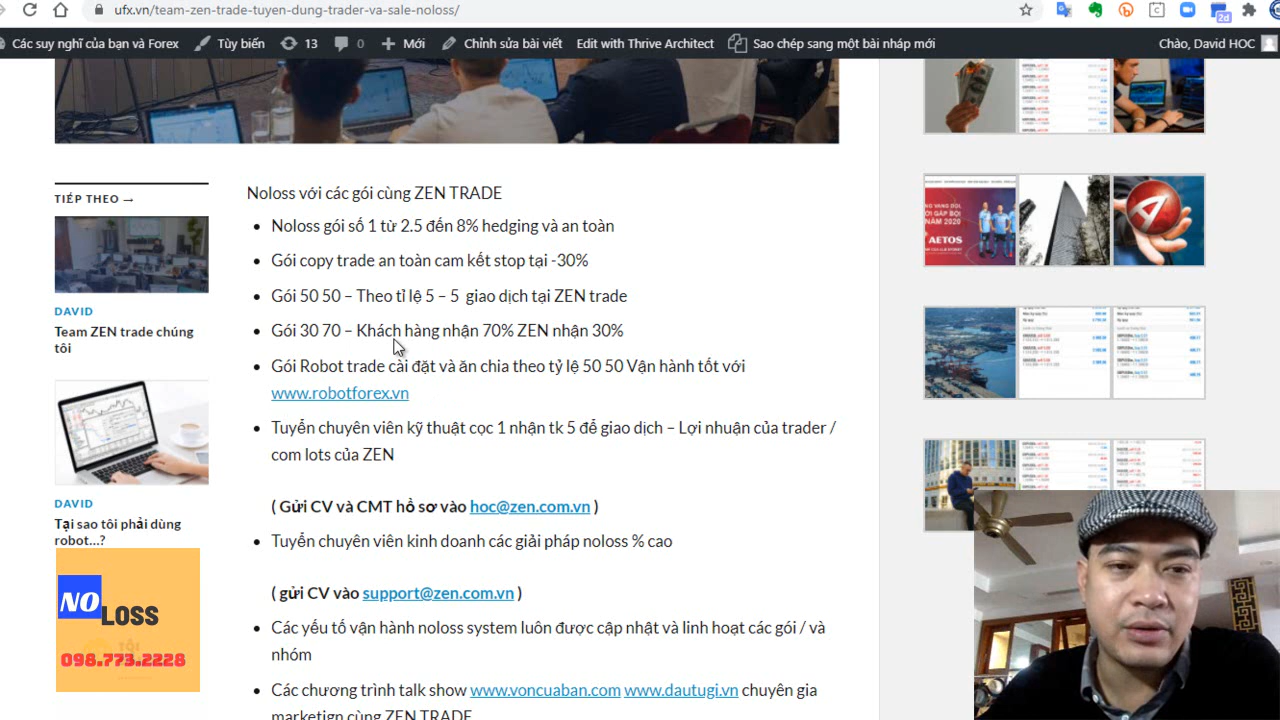 ufx.vn/team-zen-trade-tuyen-dung-trader-va-sale-noloss/
2d
Các suy nghĩ của bạn và Forex Tùy biến 13 0 Mới Chỉnh sửa bài viết Edit with Thrive Architect Sao chép sang một bài nháp mới Chào, David HOC
TIẾP THEO →
DAVID
Team ZEN trade chúng
tôi
DAVID
Tại sao tôi phải dùng
robot…?
NO
LOSS
TỘI
098.773.2228
Noloss với các gói cùng ZEN TRADE
Noloss gới số 1 từ 2.5 đến 8% hedging và an toàn
Gói copy trade an toàn cam kết stop tại -30%
Gói 50 50 – Theo tỉ lệ 5 – 5 giao dịch tại ZEN trade
Gói 30 70 – Khách hàng nhận 70% ZEN nhận 30%
Gói Robot trade cài đặt và ăn chia theo tỷ lệ 50 50 Vận hành tốt với
www.robotforex.vn
Tuyển chuyên viên kỹ thuật cọc 1 nhận tk 5 để giao dịch – Lợi nhuận của trader /
com lots của ZEN
( Gửi CV và CMT hồ sơ vào hoc@zen.com.vn )
Tuyển chuyên viên kinh doanh các giải pháp noloss % cao
( gửi CV vào support@zen.com.vn )
Các yếu tố vận hành noloss system luôn được cập nhật và linh hoạt các gói / và
nhóm
Các chương trình talk show www.voncuaban.com www.dautugi.vn chuyên gia
marketign cùng ZEN TRADE
NĂM 2020
AETOS